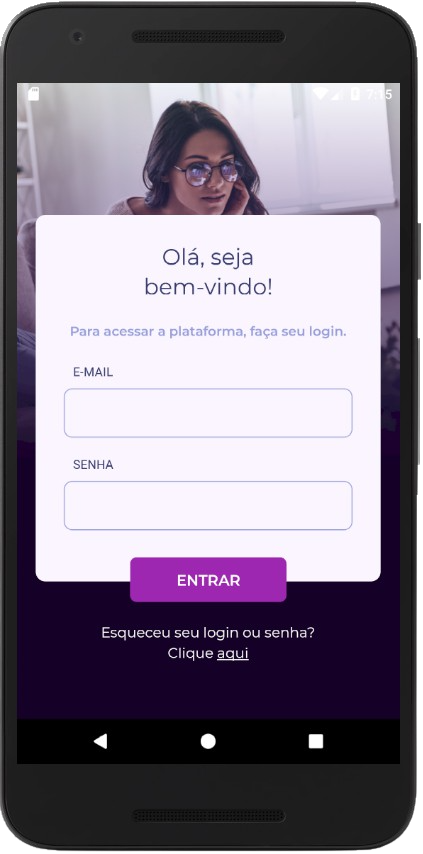 7:15
Olá, seja
bem-vindo!
Para acessar a plataforma, faça seu login.
E-MAIL
SENHA
ENTRAR
Esqueceu seu login ou senha?
Clique aqui